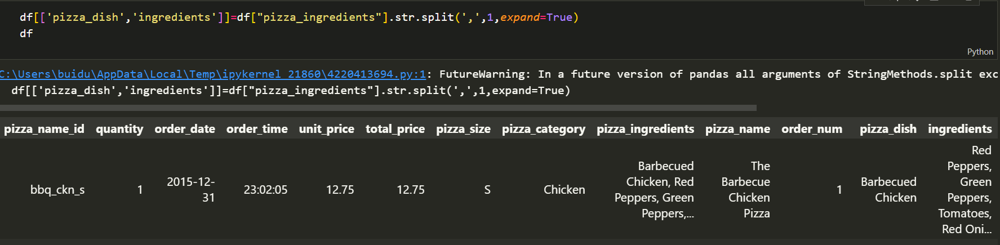 df[['pizza_dish','ingredients']]=df["pizza_ingredients"].str.split(',',1,expand=True)
df
Python
C:\Users\buidu\AppData\Local\Temp\ipykernel_21860\4220413694.py:1: FutureWarning: In a future version of pandas all arguments of StringMethods.split exc
df[['pizza_dish','ingredients']]=df["pizza_ingredients"].str.split(',',1,expand=True)
pizza_name_id quantity order_date order_time unit_price total_price pizza_size pizza_category pizza_ingredients pizza_name order_num pizza_dish ingredients
bbq_ckn_s
1
2015-12-
31
23:02:05
12.75
12.75
S
Chicken
Barbecued
Chicken, Red
Peppers, Green
Peppers,...
The
Barbecue
Chicken
Pizza
1
Barbecued
Chicken
Red
Peppers,
Green
Peppers,
Tomatoes,
Red Oni...